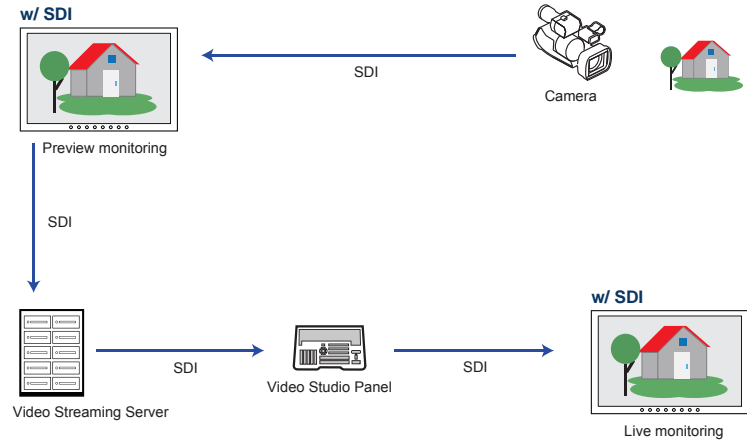 w/ SDI
SDI
Camera
Preview monitoring
SDI
w/ SDI
SDI
Video Studio Panel
SDI
Video Streaming Server
Live monitoring